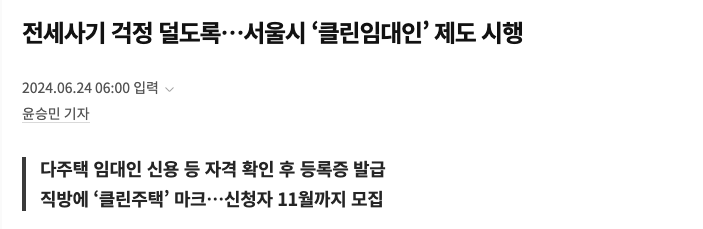 전세사기 걱정 덜도록…서울시 ‘클린임대인’ 제도 시행
2024.06.24 06:00 입력
윤승민 기자
다주택 임대인 신용 등 자격 확인 후 등록증 발급
직방에 ‘클린주택’ 마크…신청자 11월까지 모집